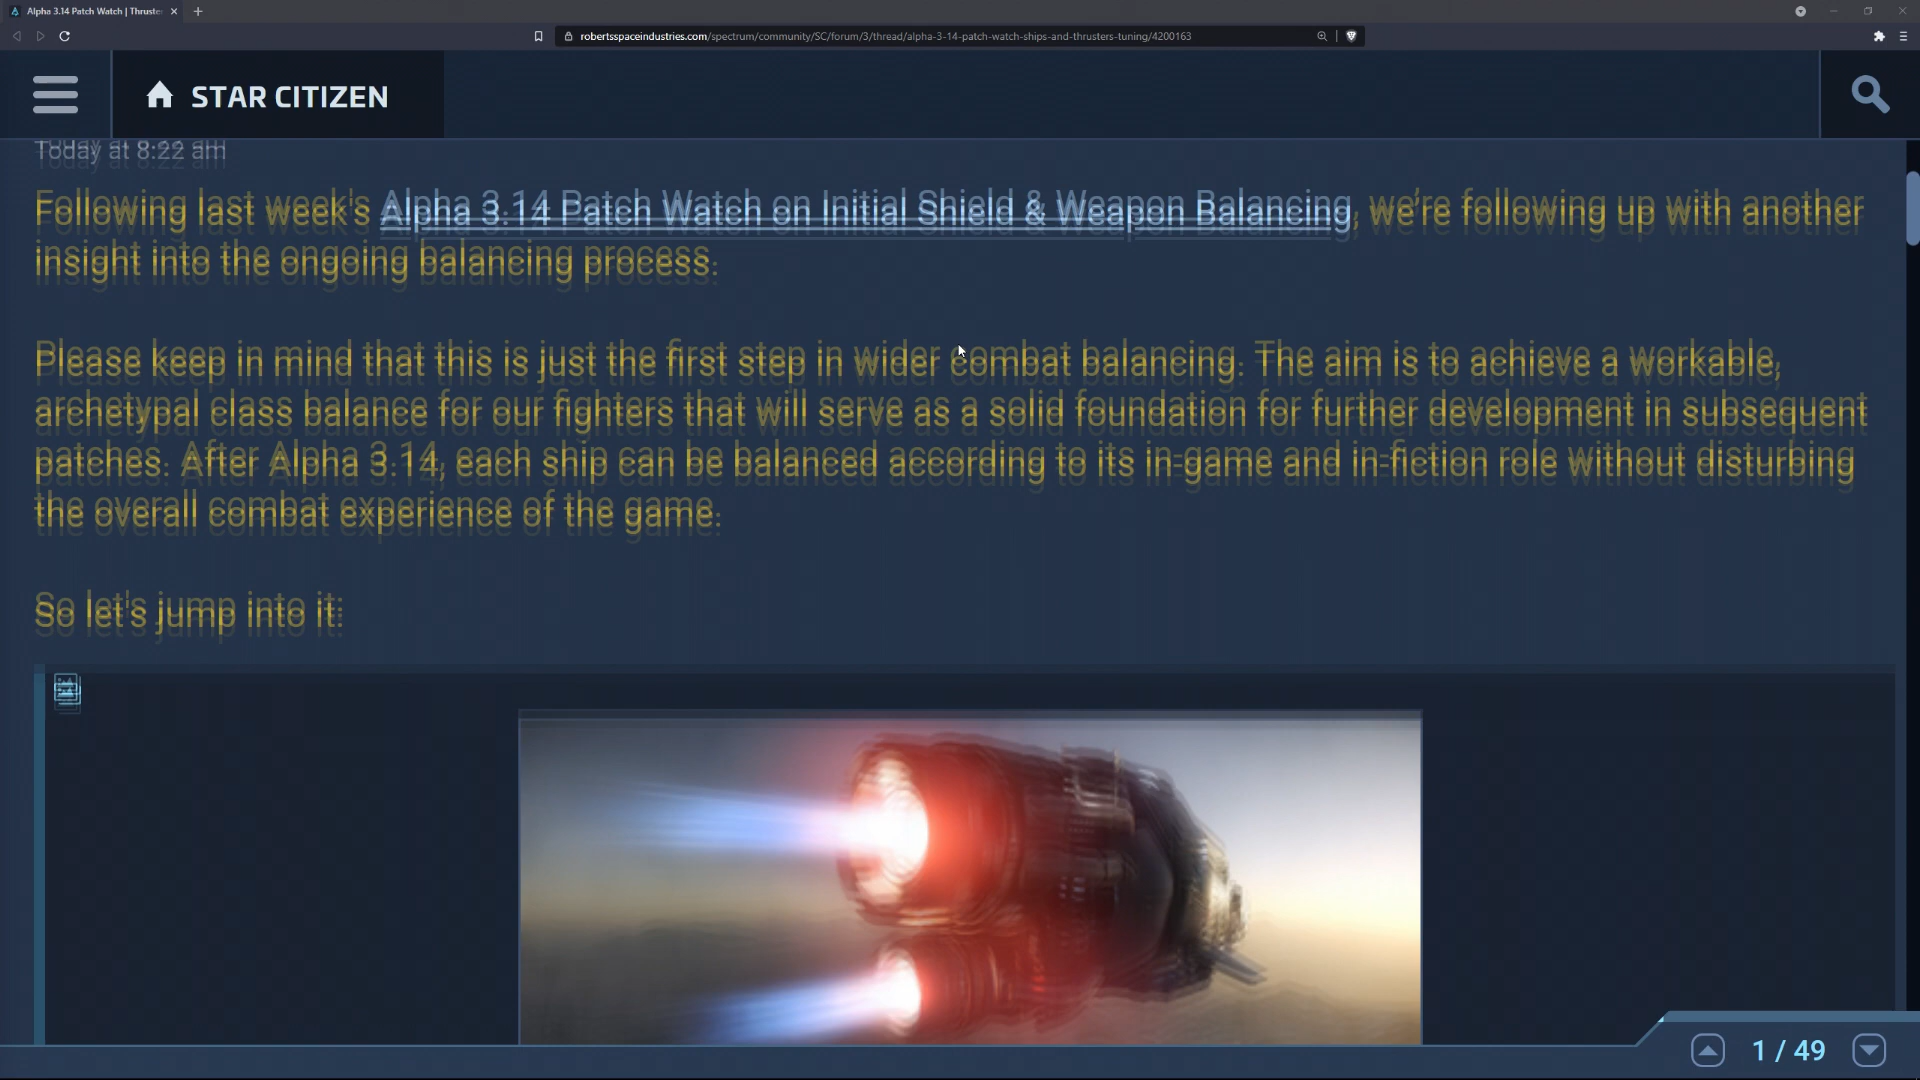 Alpha 3.14 Patch Watch | Thruste
robertsspaceindustries.com/spectrum/community/SC/forum/3/thread/alpha-3-14-patch-watch-ships-and-thrusters-tuning/4200163
STAR CITIZEN
Today at 8:22 am
Following last week's Alpha 3.14 Patch Watch on Initial Shield & Weapon Balancing, we're following up with another
insight into the ongoing balancing process.
Please keep in mind that this is just the first step in wider combat balancing. The aim is to achieve a workable,
archetypal class balance for our fighters that will serve as a solid foundation for further development in subsequent
patches. After Alpha 3.14, each ship can be balanced according to its in-game and in-fiction role without disturbing
the overall combat experience of the game.
So let's jump into it:
1 / 49